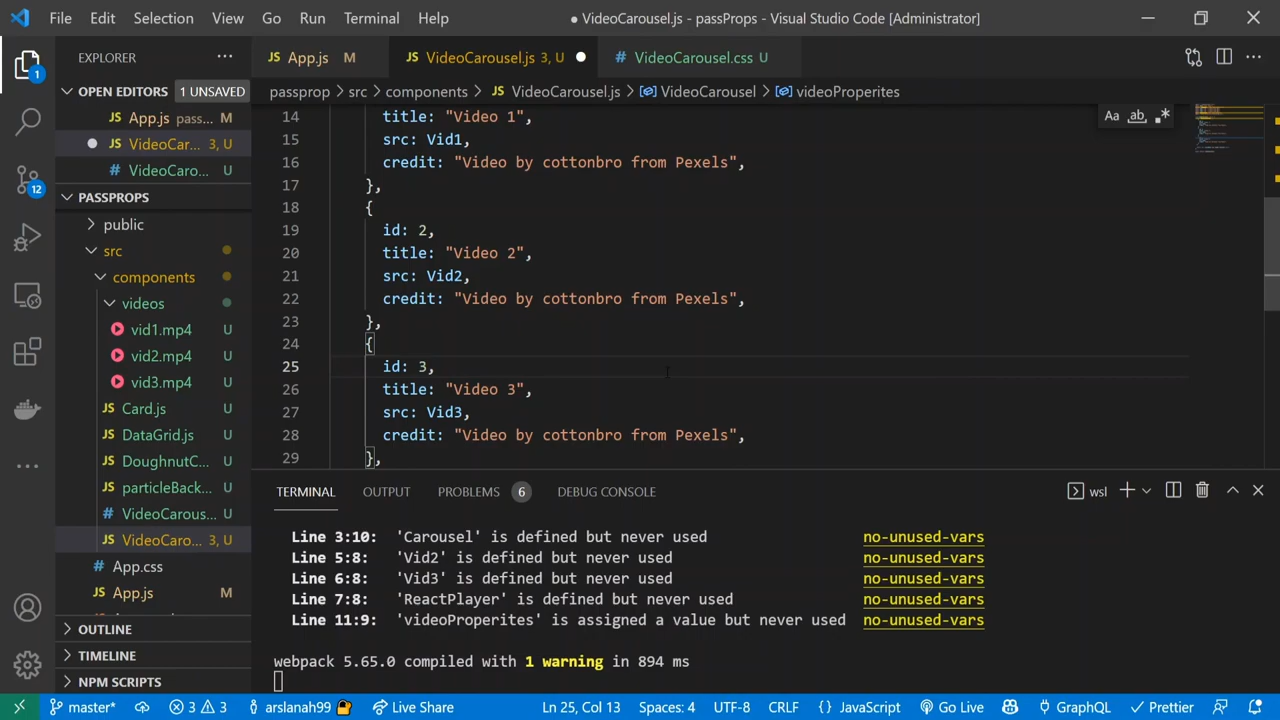 File Edit Selection View Go Run Terminal Help
● VideoCarousel.js - passProps - Visual Studio Code [Administrator]
1
12
EXPLORER ...
OPEN EDITORS 1 UNSAVED
JS App.js pass... M
● JS VideoCar... 3, U
# VideoCaro... U
PASSPROPS
public
src
components
videos
vid1.mp4 U
vid2.mp4 U
vid3.mp4 U
JS Card.js U
JS DataGrid.js U
JS DoughnutC... U
JS particleBack... U
# VideoCarous... U
JS VideoCaro... 3, U
# App.css
JS App.js M
OUTLINE
TIMELINE
NPM SCRIPTS
JS App.js M
JS VideoCarousel.js 3, U ●
# VideoCarousel.css U
passprop > src > components > JS VideoCarousel.js > VideoCarousel > videoProperites
Aa ab .*
14 title: "Video 1",
15 src: Vid1,
16 credit: "Video by cottonbro from Pexels",
17 },
18 {
19 id: 2,
20 title: "Video 2",
21 src: Vid2,
22 credit: "Video by cottonbro from Pexels",
23 },
24 {
25 id: 3,
26 title: "Video 3",
27 src: Vid3,
28 credit: "Video by cottonbro from Pexels",
29 },
TERMINAL OUTPUT PROBLEMS 6 DEBUG CONSOLE
wsl
Line 3:10: 'Carousel' is defined but never used no-unused-vars
Line 5:8: 'Vid2' is defined but never used no-unused-vars
Line 6:8: 'Vid3' is defined but never used no-unused-vars
Line 7:8: 'ReactPlayer' is defined but never used no-unused-vars
Line 11:9: 'videoProperites' is assigned a value but never used no-unused-vars
webpack 5.65.0 compiled with 1 warning in 894 ms
master* 3 3 arslanah99 Live Share Ln 25, Col 13 Spaces: 4 UTF-8 CRLF {} JavaScript Go Live GraphQL Prettier